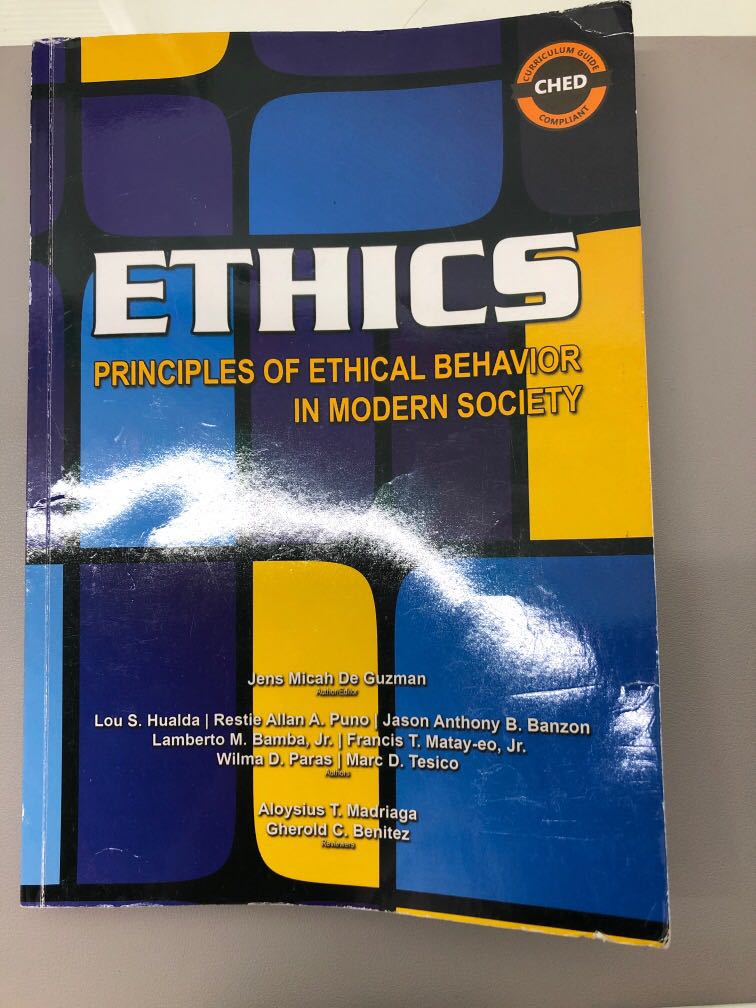 CURRICULUM GUIDE
CHED
COMPLIANT
ETHICS
PRINCIPLES OF ETHICAL BEHAVIOR
IN MODERN SOCIETY
Jens Micah De Guzman
Author/Editor
Lou S. Hualda | Restie Allan A. Puno | Jason Anthony B. Banzon
Lamberto M. Bamba, Jr. | Francis T. Matay-eo, Jr.
Wilma D. Paras | Marc D. Tesico
Authors
Aloysius T. Madriaga
Gherold C. Benitez
Reviewers